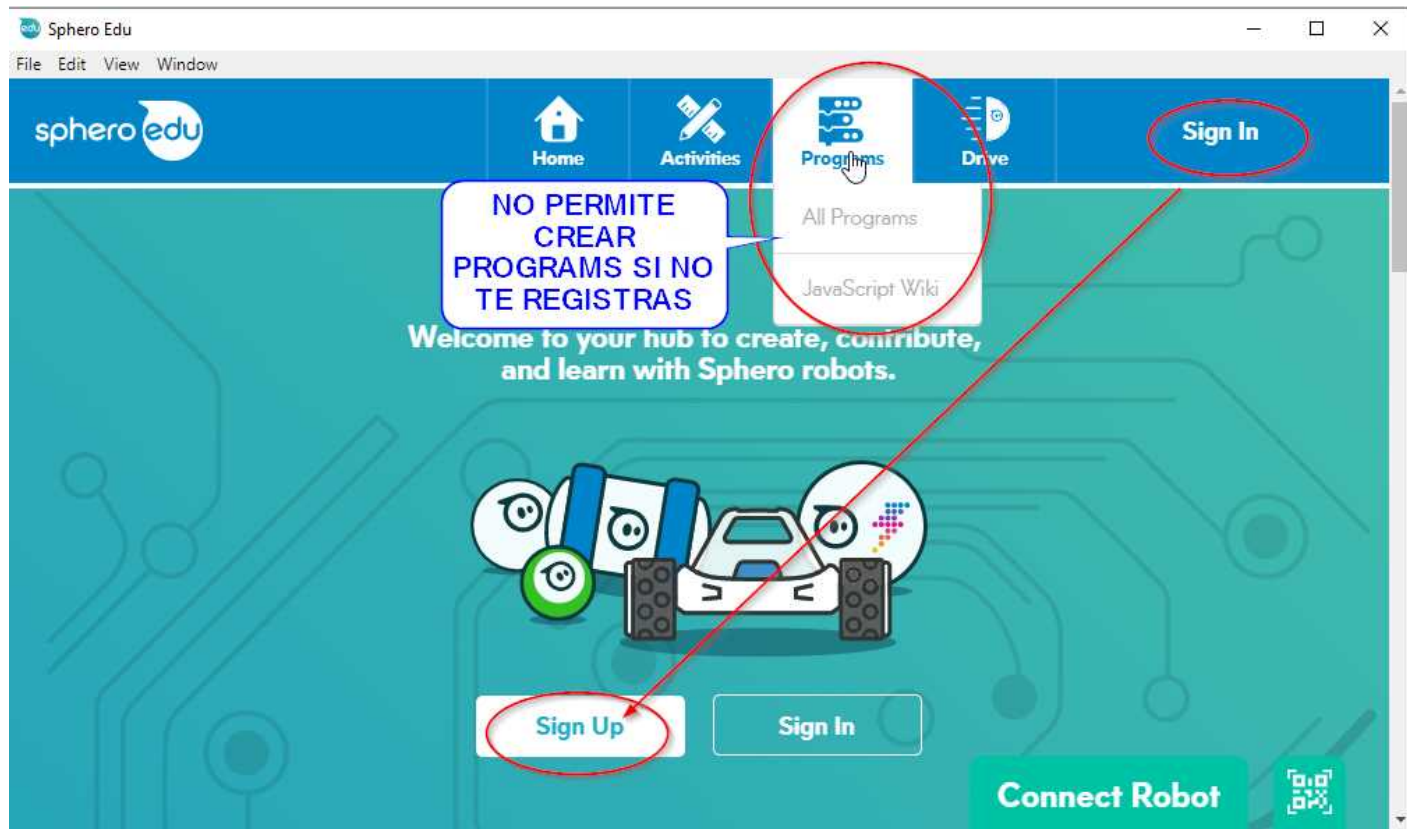 Sphero Edu
File Edit View Window
sphero edu
Home Activities Programs Drive Sign In
NO PERMITE
CREAR
PROGRAMS SI NO
TE REGISTRAS
All Programs
JavaScript Wiki
Welcome to your hub to create, contribute,
and learn with Sphero robots.
Sign Up Sign In
Connect Robot